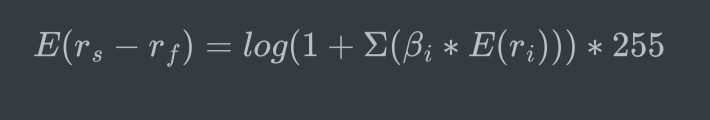 E(r_s − r_f) = log(1 + Σ(β_i * E(r_i))) * 255